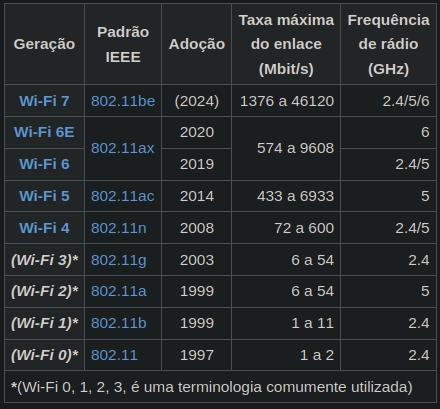 Geração Padrão IEEE Adoção Taxa máxima do enlace (Mbit/s) Frequência de rádio (GHz)
Wi-Fi 7 802.11be (2024) 1376 a 46120 2.4/5/6
Wi-Fi 6E 802.11ax 2020 574 a 9608 6
Wi-Fi 6 2019 2.4/5
Wi-Fi 5 802.11ac 2014 433 a 6933 5
Wi-Fi 4 802.11n 2008 72 a 600 2.4/5
(Wi-Fi 3)* 802.11g 2003 6 a 54 2.4
(Wi-Fi 2)* 802.11a 1999 6 a 54 5
(Wi-Fi 1)* 802.11b 1999 1 a 11 2.4
(Wi-Fi 0)* 802.11 1997 1 a 2 2.4
*(Wi-Fi 0, 1, 2, 3, é uma terminologia comumente utilizada)